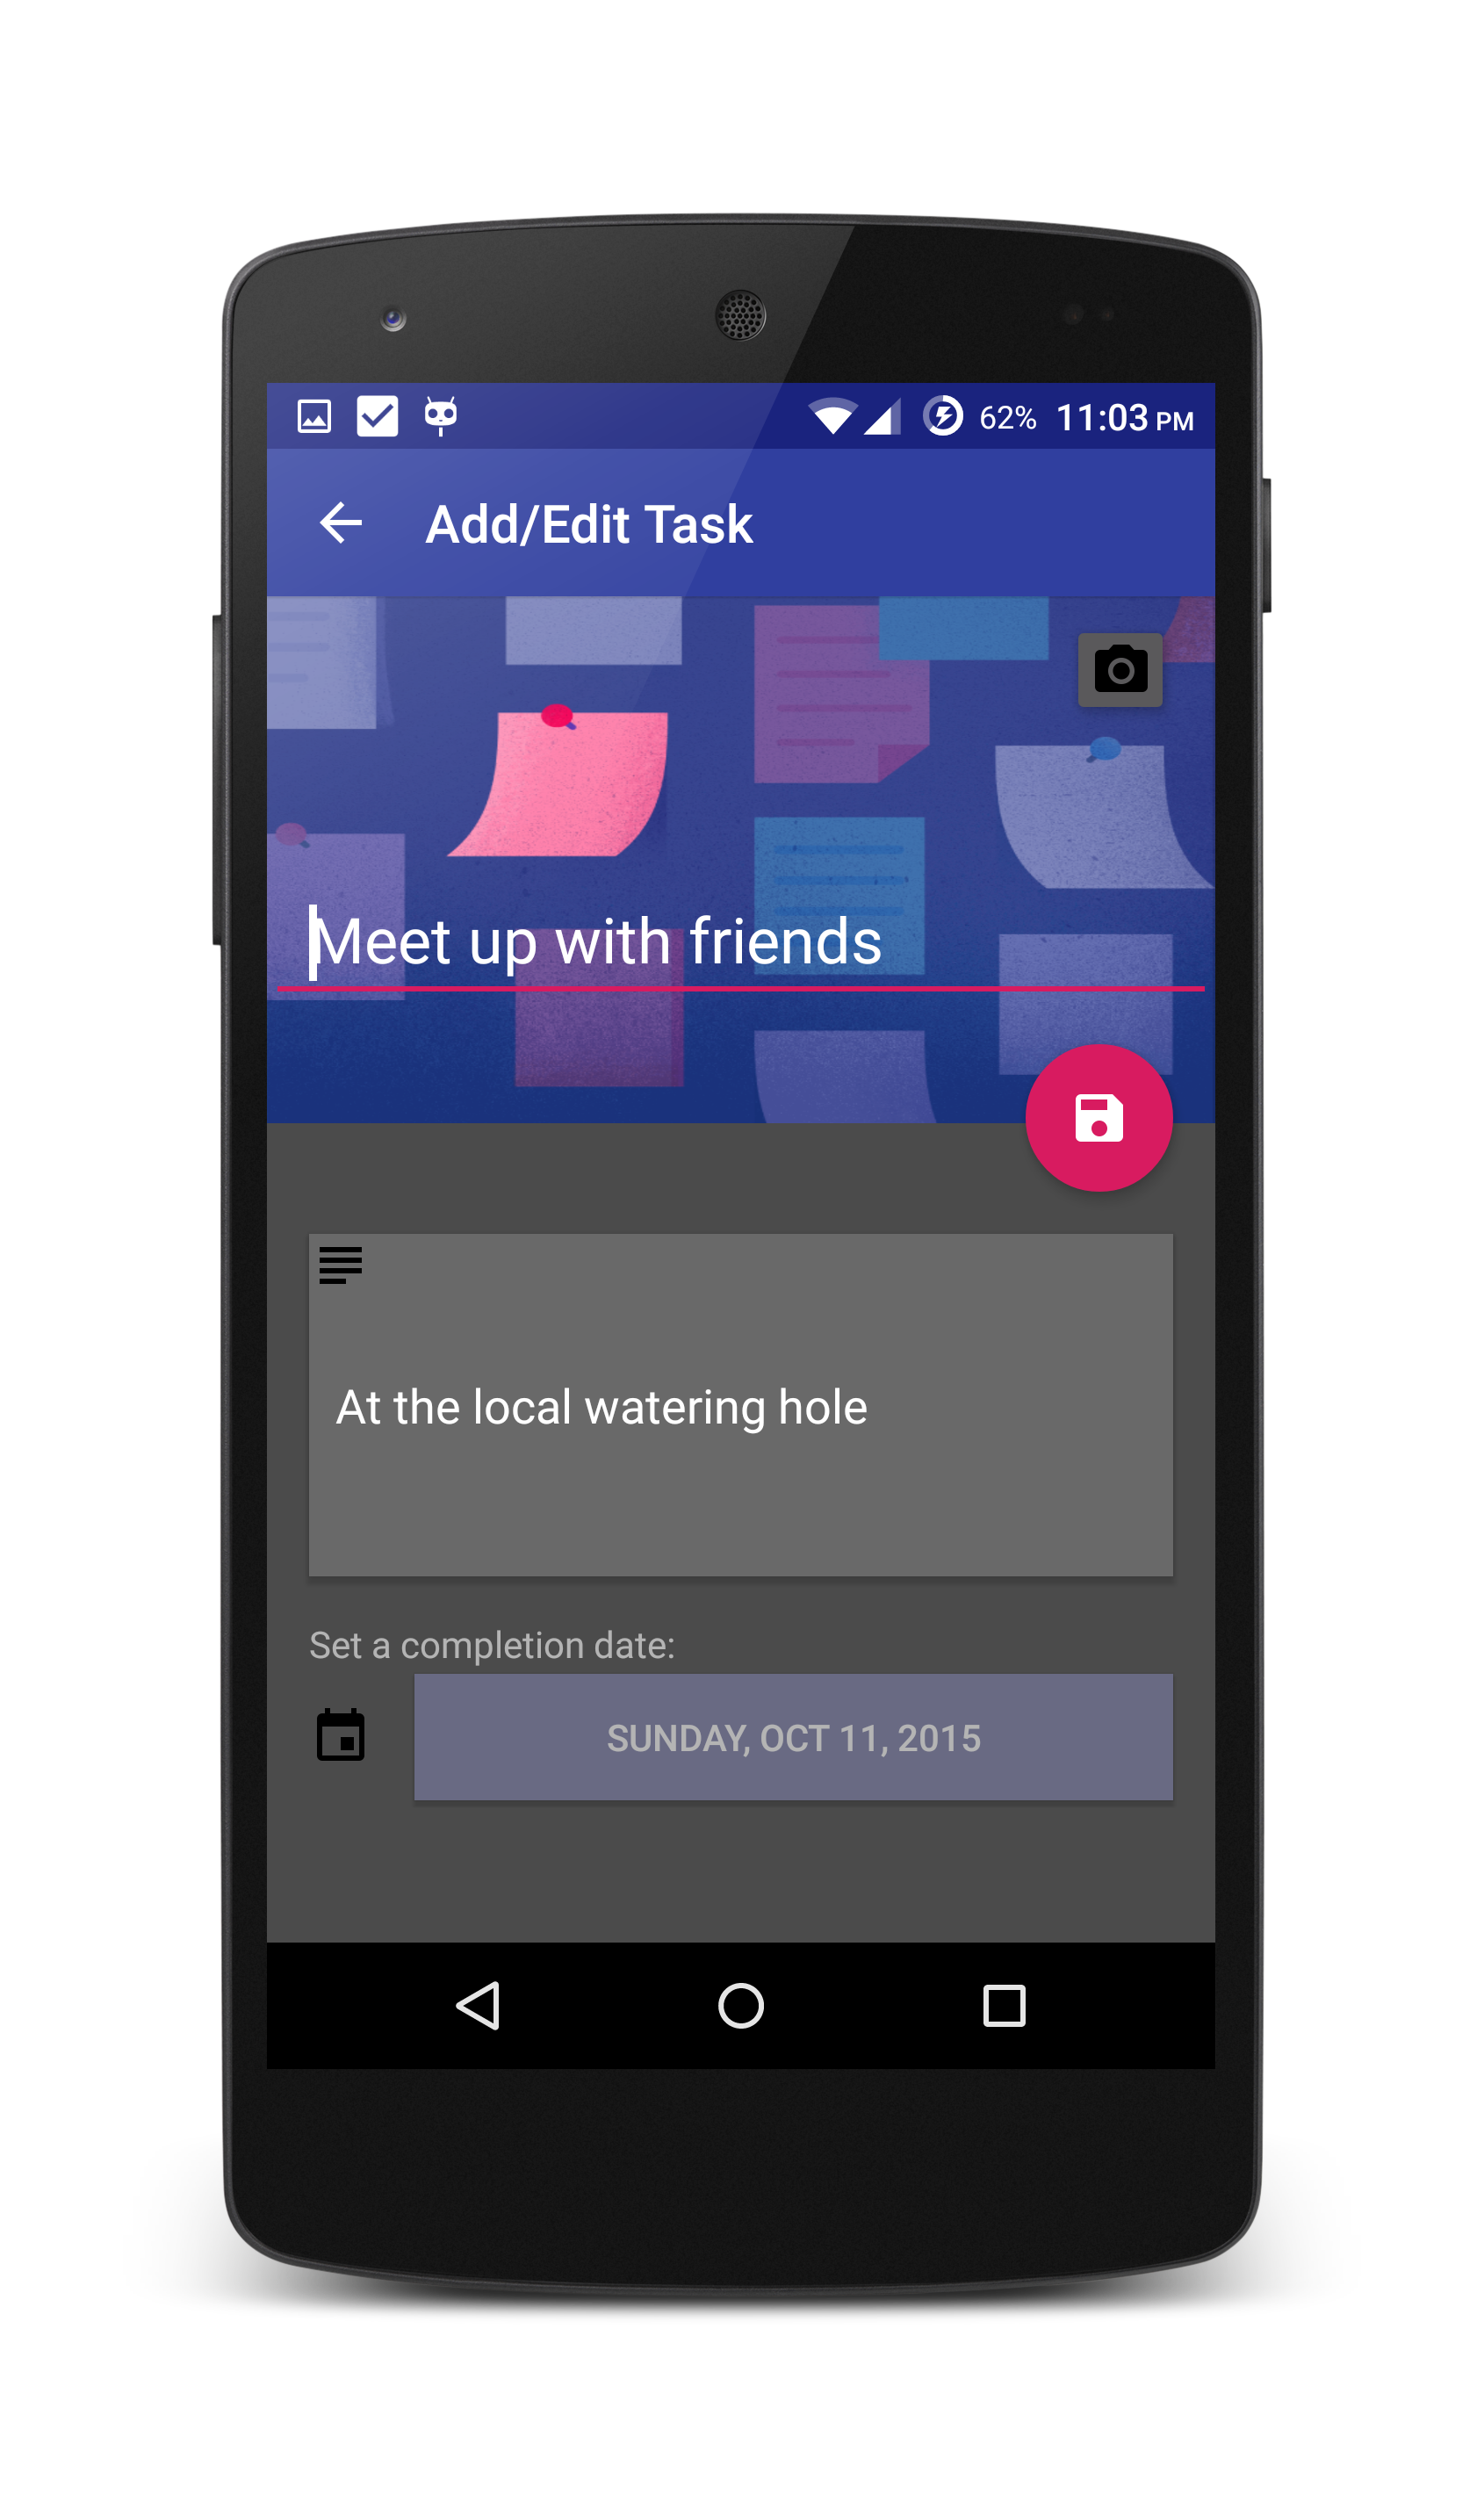 62% 11:03 PM
Add/Edit Task
Meet up with friends
At the local watering hole
Set a completion date:
SUNDAY, OCT 11, 2015